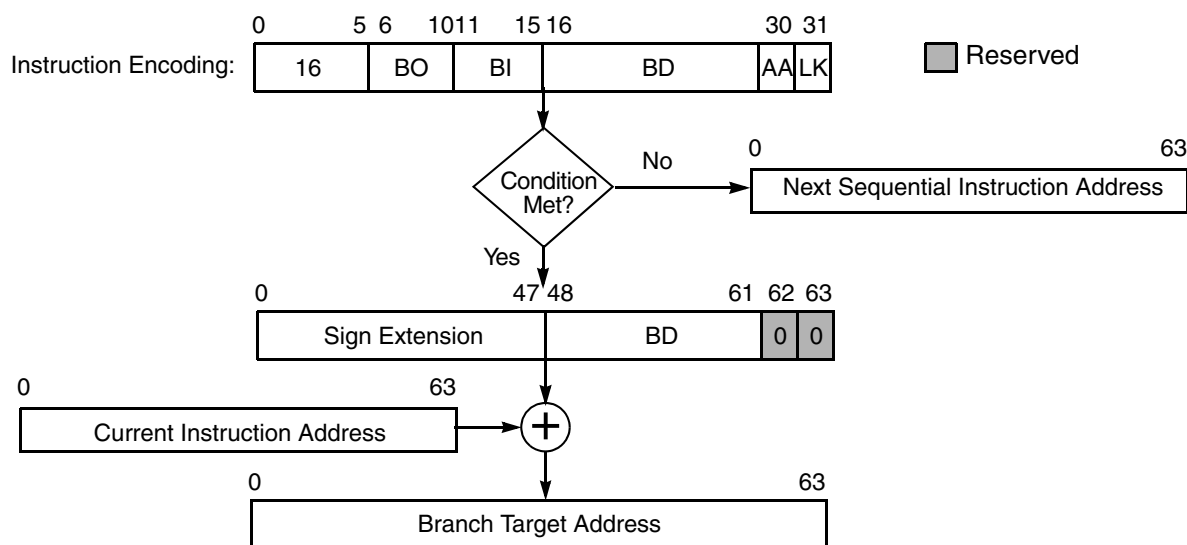 0 5 6 10 11 15 16 30 31
Instruction Encoding: 16 BO BI BD AA LK
Reserved
Condition
Met?
No
0 63
Next Sequential Instruction Address
Yes
0 47 48 61 62 63
Sign Extension BD 0 0
0 63
Current Instruction Address
+
0 63
Branch Target Address